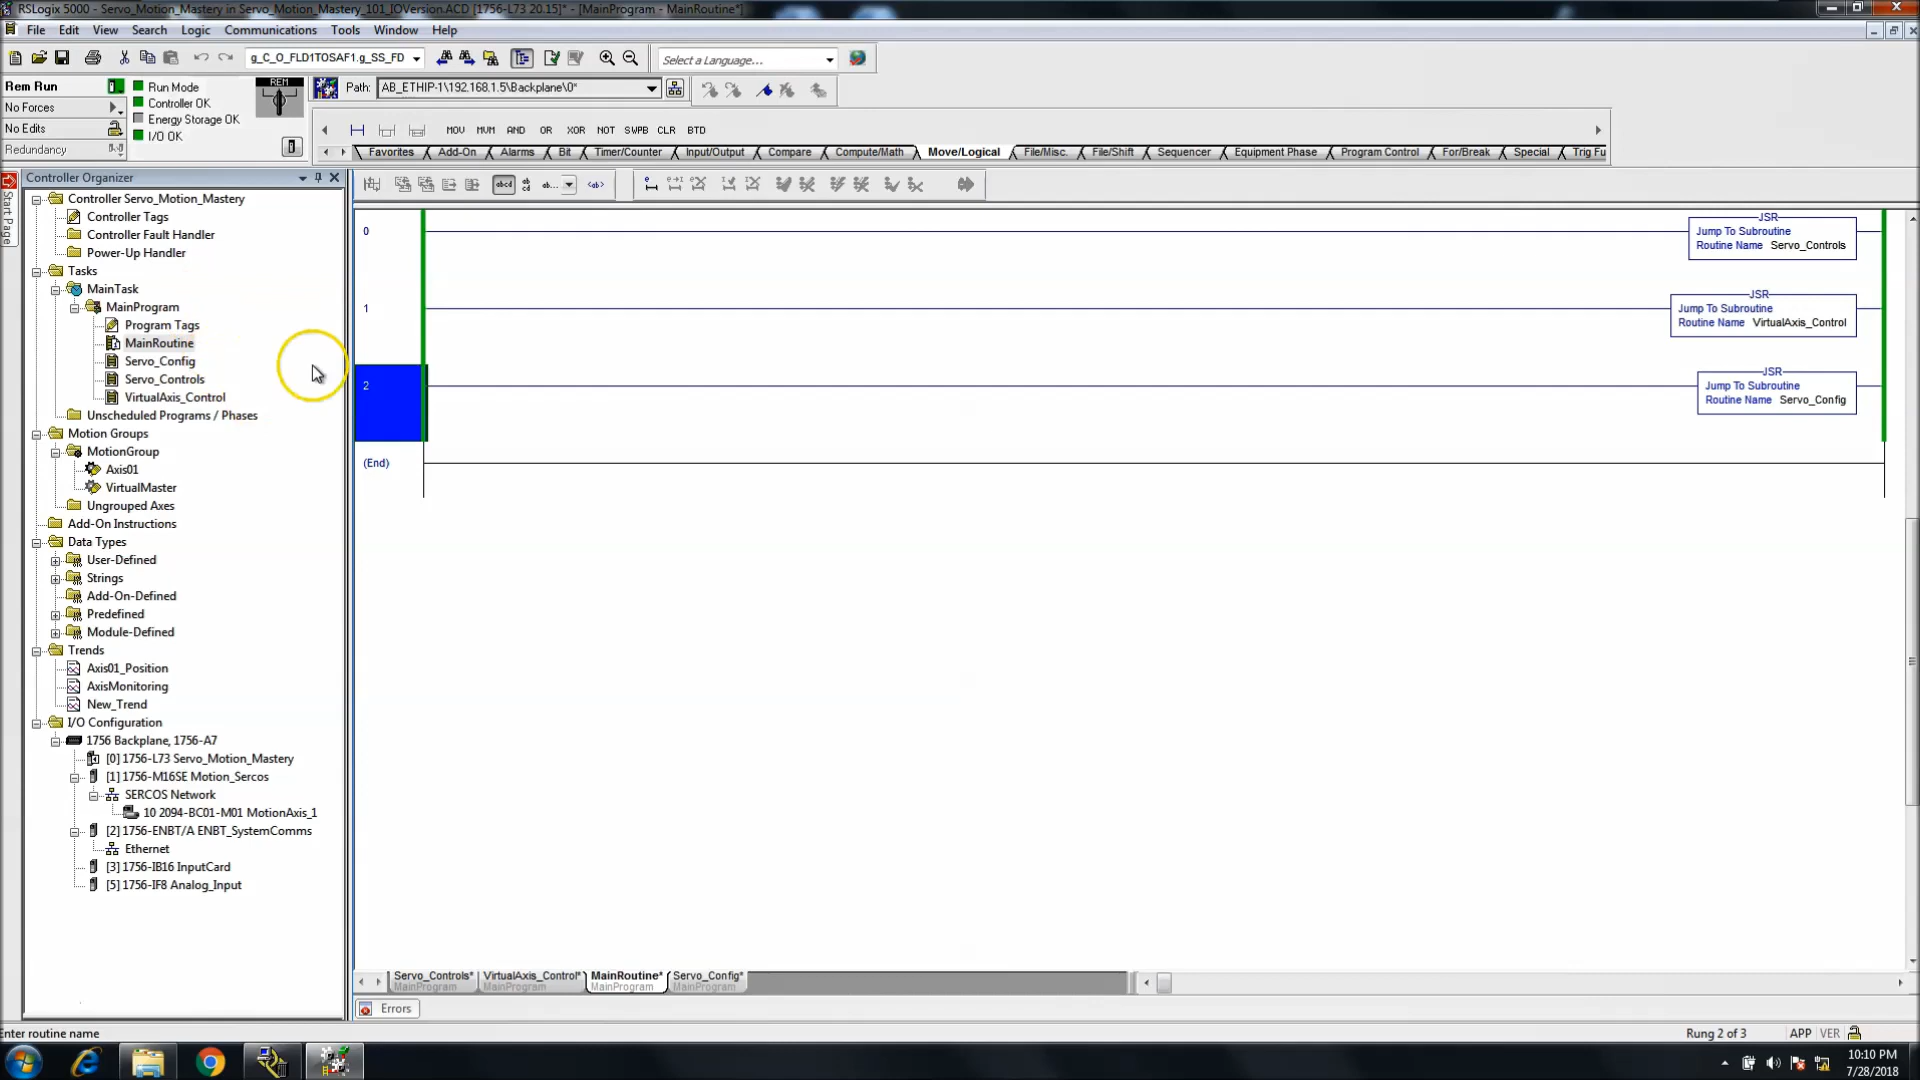 RSLogix 5000 - Servo_Motion_Mastery in Servo_Motion_Mastery_101_IOVersion.ACD [1756-L73 20.15]* - [MainProgram - MainRoutine*]
File Edit View Search Logic Communications Tools Window Help
g_C_O_FLD1TOSAF1.g_SS_FD
Select a Language...
Rem Run
Run Mode
REM
Path: AB_ETHIP-1\192.168.1.5\Backplane\0*
No Forces
Controller OK
Energy Storage OK
No Edits
I/O OK
Redundancy
MOV MVM AND OR XOR NOT SWPB CLR BTD
Favorites Add-On Alarms Bit Timer/Counter Input/Output Compare Compute/Math Move/Logical File/Misc. File/Shift Sequencer Equipment Phase Program Control For/Break Special Trig Fu
Start Page
Controller Organizer
abcd ab cd ab... <ab>
Controller Servo_Motion_Mastery
Controller Tags
Controller Fault Handler
Power-Up Handler
Tasks
MainTask
MainProgram
Program Tags
MainRoutine
Servo_Config
Servo_Controls
VirtualAxis_Control
Unscheduled Programs / Phases
Motion Groups
MotionGroup
Axis01
VirtualMaster
Ungrouped Axes
Add-On Instructions
Data Types
User-Defined
Strings
Add-On-Defined
Predefined
Module-Defined
Trends
Axis01_Position
AxisMonitoring
New_Trend
I/O Configuration
1756 Backplane, 1756-A7
[0] 1756-L73 Servo_Motion_Mastery
[1] 1756-M16SE Motion_Sercos
SERCOS Network
10 2094-BC01-M01 MotionAxis_1
[2] 1756-ENBT/A ENBT_SystemComms
Ethernet
[3] 1756-IB16 InputCard
[5] 1756-IF8 Analog_Input
0
JSR
Jump To Subroutine
Routine Name Servo_Controls
1
JSR
Jump To Subroutine
Routine Name VirtualAxis_Control
2
JSR
Jump To Subroutine
Routine Name Servo_Config
(End)
Servo_Controls* VirtualAxis_Control* MainRoutine* Servo_Config*
MainProgram MainProgram MainProgram MainProgram
Errors
Enter routine name
Rung 2 of 3 APP VER
10:10 PM
7/28/2018